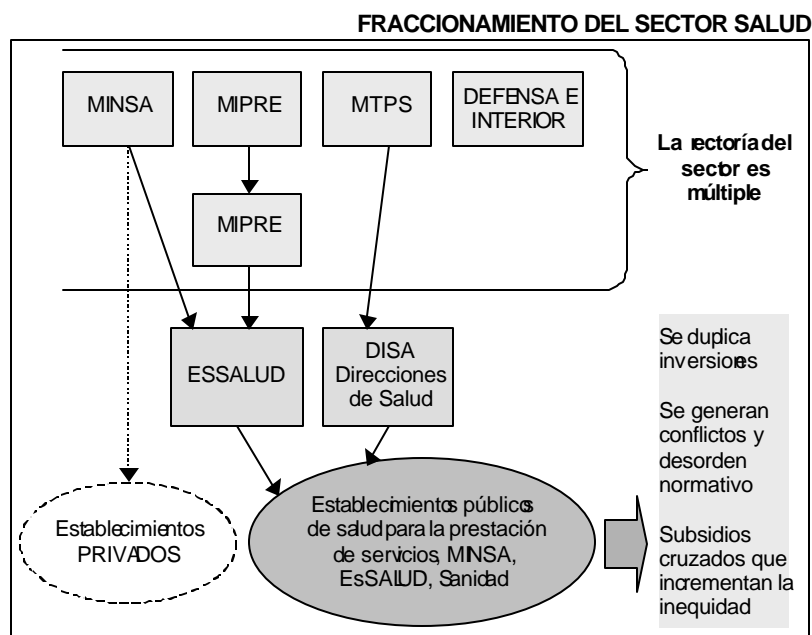 FRACCIONAMIENTO DEL SECTOR SALUD
MINSA
MIPRE
MTPS
DEFENSA E
INTERIOR
La rectoría del
sector es
múltiple
MIPRE
ESSALUD
DISA
Direcciones
de Salud
Se duplica
inversiones
Se generan
conflictos y
desorden
normativo
Subsidios
cruzados que
incrementan la
inequidad
Establecimientos
PRIVADOS
Establecimientos públicos
de salud para la prestación
de servicios, MINSA,
EsSALUD, Sanidad